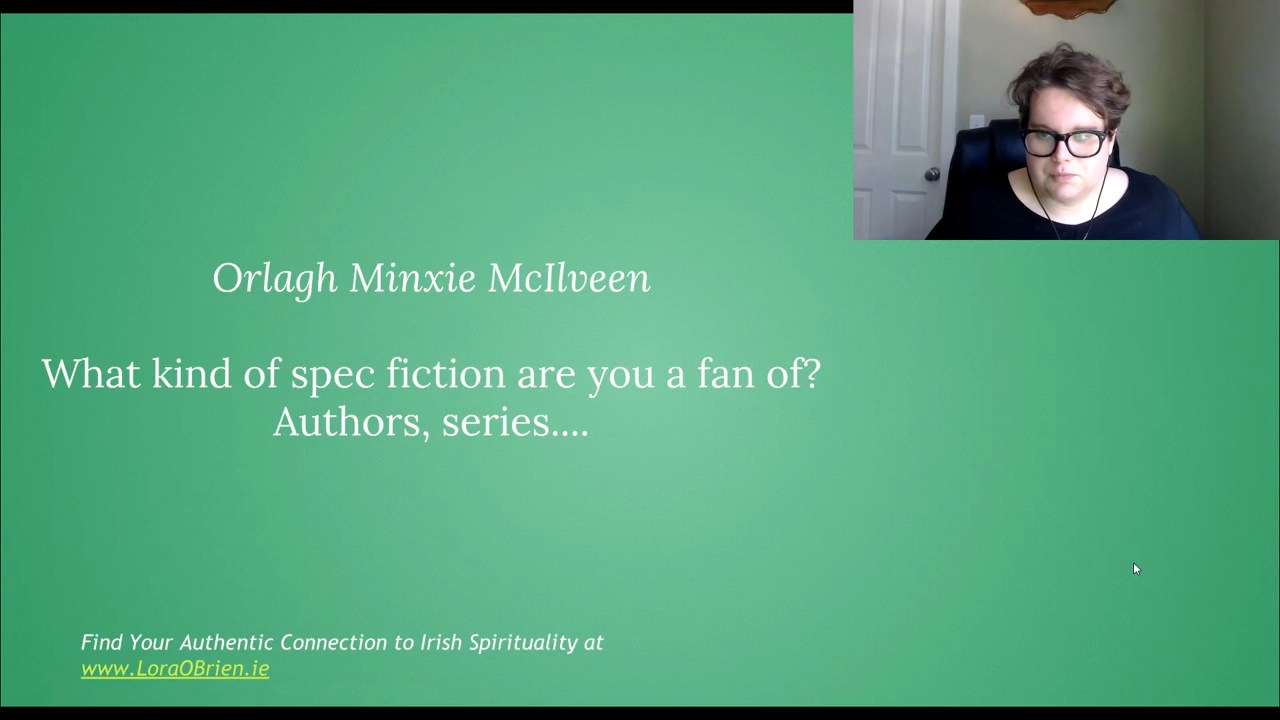 Orlagh Minxie McIlveen
What kind of spec fiction are you a fan of?
Authors, series....
Find Your Authentic Connection to Irish Spirituality at
www.LoraOBrien.ie